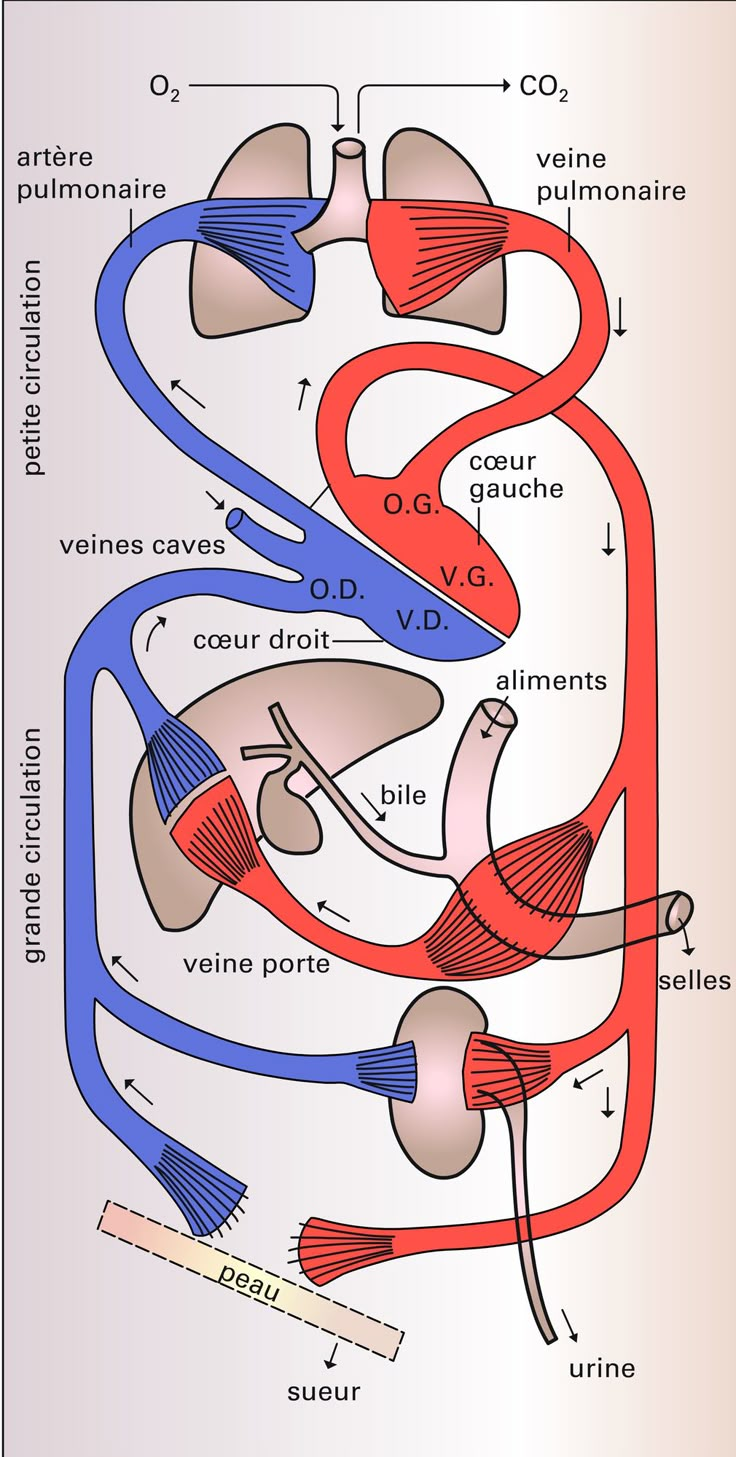 O₂
CO₂
artère
pulmonaire
veine
pulmonaire
petite circulation
cœur
gauche
O.G.
veines caves
V.G.
O.D.
V.D.
cœur droit
aliments
bile
grande circulation
veine porte
selles
peau
urine
sueur